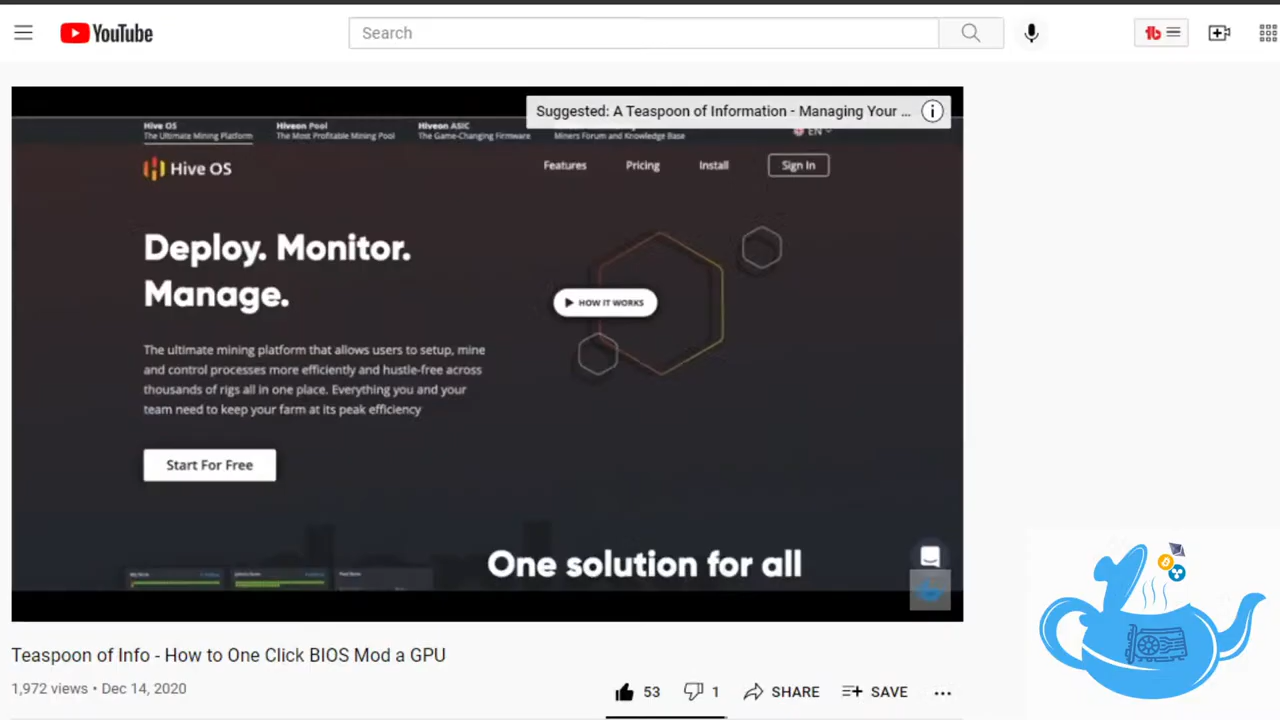 YouTube
Search
Suggested: A Teaspoon of Information - Managing Your ...
Hive OS
The Ultimate Mining Platform
Hiveon Pool
The Most Profitable Mining Pool
Hiveon ASIC
The Game-Changing Firmware
Miners Forum and Knowledge Base
EN
Hive OS
Features
Pricing
Install
Sign In
Deploy. Monitor.
Manage.
HOW IT WORKS
The ultimate mining platform that allows users to setup, mine
and control processes more efficiently and hustle-free across
thousands of rigs all in one place. Everything you and your
team need to keep your farm at its peak efficiency
Start For Free
One solution for all
Teaspoon of Info - How to One Click BIOS Mod a GPU
1,972 views • Dec 14, 2020
53
1
SHARE
SAVE